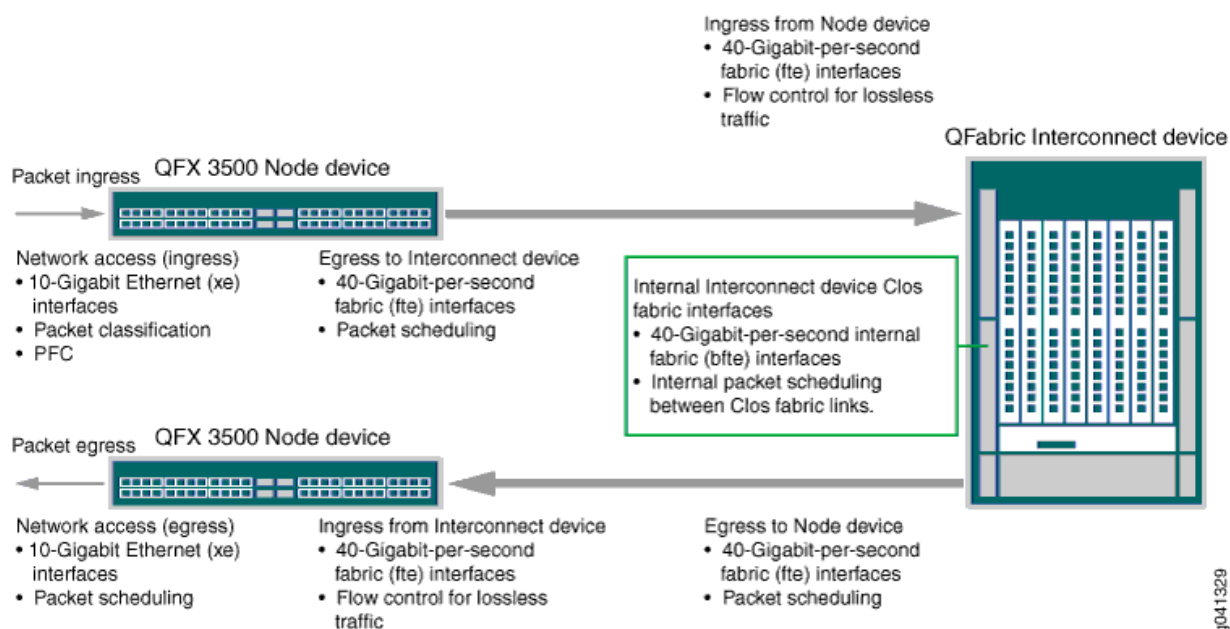 Ingress from Node device
• 40-Gigabit-per-second
fabric (fte) interfaces
• Flow control for lossless
traffic
QFabric Interconnect device
Packet ingress
QFX 3500 Node device
Network access (ingress)
• 10-Gigabit Ethernet (xe)
interfaces
• Packet classification
• PFC
Egress to Interconnect device
• 40-Gigabit-per-second
fabric (fte) interfaces
• Packet scheduling
Internal Interconnect device Clos
fabric interfaces
• 40-Gigabit-per-second internal
fabric (bfte) interfaces
• Internal packet scheduling
between Clos fabric links.
Packet egress
QFX 3500 Node device
Network access (egress)
• 10-Gigabit Ethernet (xe)
interfaces
• Packet scheduling
Ingress from Interconnect device
• 40-Gigabit-per-second
fabric (fte) interfaces
• Flow control for lossless
traffic
Egress to Node device
• 40-Gigabit-per-second
fabric (fte) interfaces
• Packet scheduling
g041329